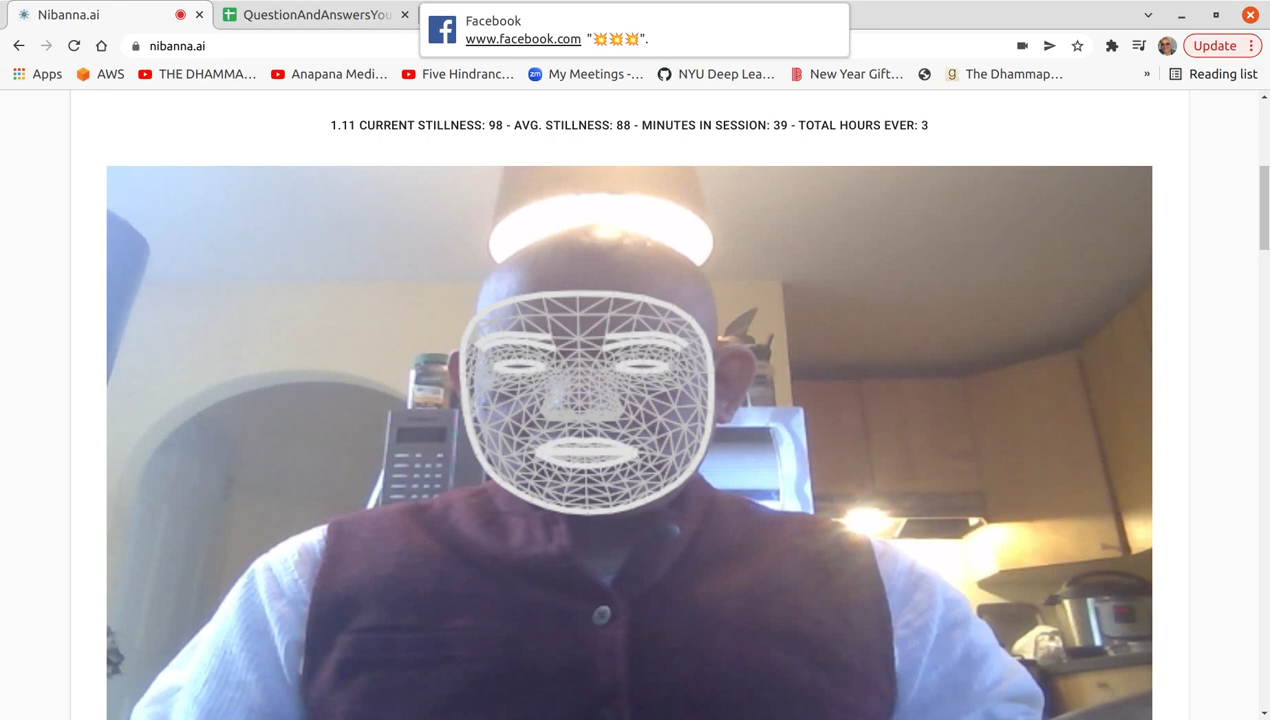 Nibanna.ai
QuestionAndAnswersYou
Facebook
www.facebook.com "💥💥💥".
nibanna.ai
Update
Apps
AWS
THE DHAMMA...
Anapana Medi...
Five Hindranc...
zm
My Meetings -...
NYU Deep Lea...
New Year Gift...
g
The Dhammap...
»
Reading list
1.11 CURRENT STILLNESS: 98 - AVG. STILLNESS: 88 - MINUTES IN SESSION: 39 - TOTAL HOURS EVER: 3